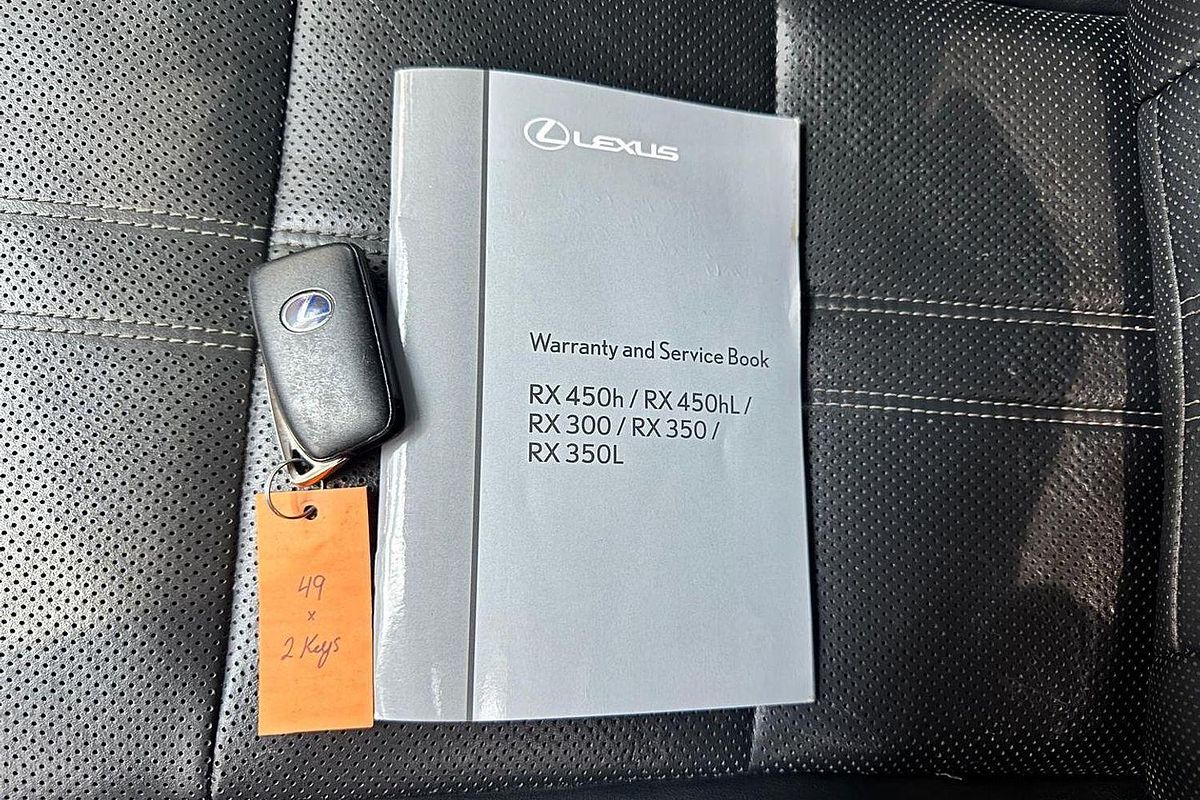 LEXUS
Warranty and Service Book
RX 450h / RX 450hL /
RX 300 / RX 350 /
RX 350L
49
x
2 Keys